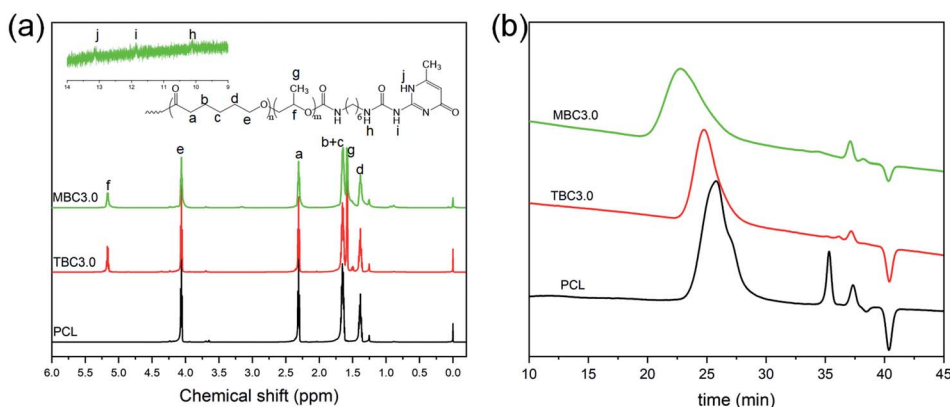 (a)
j i h
14 13 12 11 10 9
g
CH₃
O b d O O O j HN CH₃
a c e n f O m N H 6 N H N H N O
h i
b+c
e a g
f d
MBC3.0
TBC3.0
PCL
6.0 5.5 5.0 4.5 4.0 3.5 3.0 2.5 2.0 1.5 1.0 0.5 0.0
Chemical shift (ppm)
(b)
MBC3.0
TBC3.0
PCL
10 15 20 25 30 35 40 45
time (min)